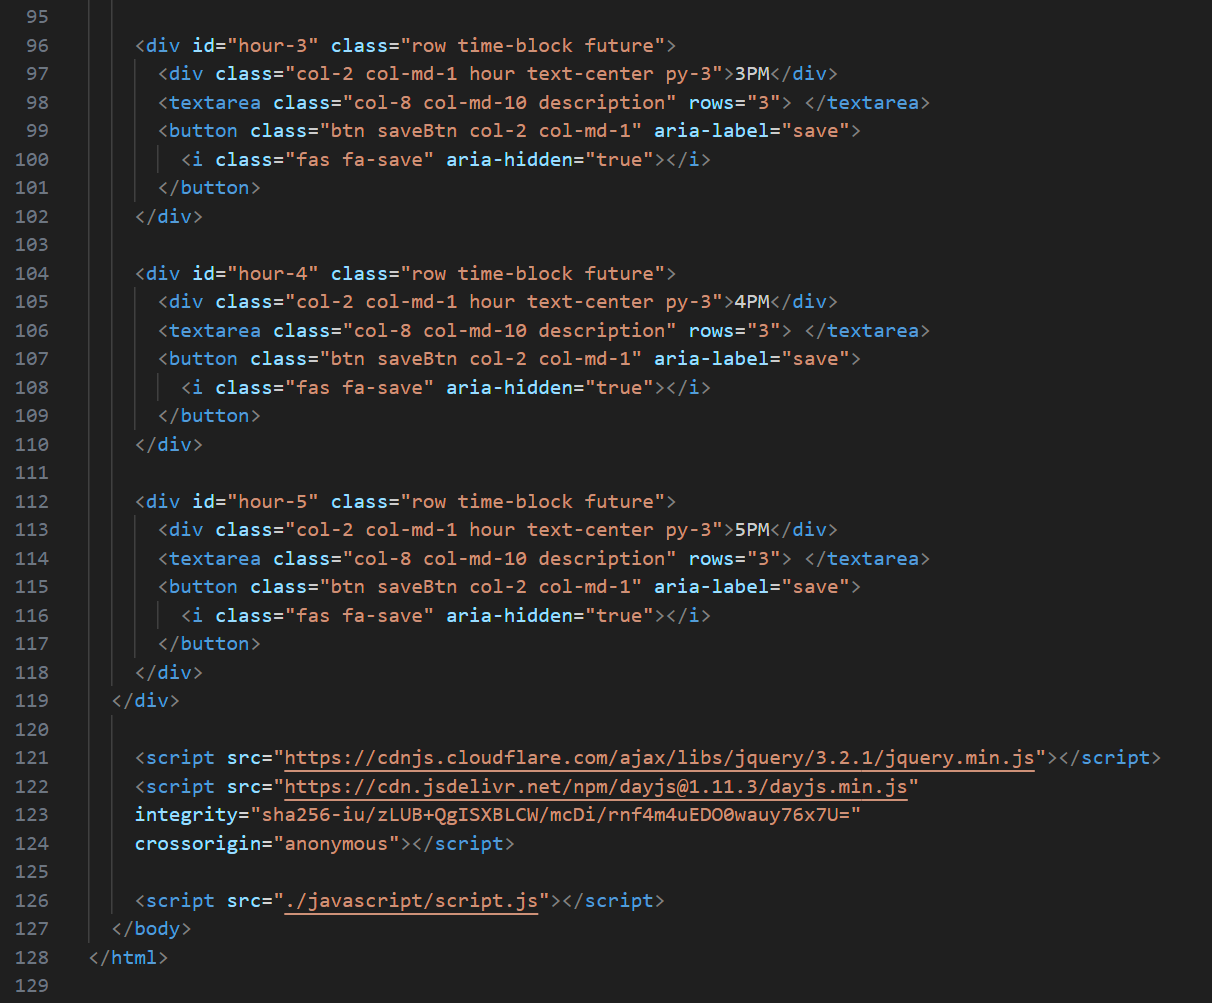 95
96 <div id="hour-3" class="row time-block future">
97 <div class="col-2 col-md-1 hour text-center py-3">3PM</div>
98 <textarea class="col-8 col-md-10 description" rows="3"> </textarea>
99 <button class="btn saveBtn col-2 col-md-1" aria-label="save">
100 <i class="fas fa-save" aria-hidden="true"></i>
101 </button>
102 </div>
103
104 <div id="hour-4" class="row time-block future">
105 <div class="col-2 col-md-1 hour text-center py-3">4PM</div>
106 <textarea class="col-8 col-md-10 description" rows="3"> </textarea>
107 <button class="btn saveBtn col-2 col-md-1" aria-label="save">
108 <i class="fas fa-save" aria-hidden="true"></i>
109 </button>
110 </div>
111
112 <div id="hour-5" class="row time-block future">
113 <div class="col-2 col-md-1 hour text-center py-3">5PM</div>
114 <textarea class="col-8 col-md-10 description" rows="3"> </textarea>
115 <button class="btn saveBtn col-2 col-md-1" aria-label="save">
116 <i class="fas fa-save" aria-hidden="true"></i>
117 </button>
118 </div>
119 </div>
120
121 <script src="https://cdnjs.cloudflare.com/ajax/libs/jquery/3.2.1/jquery.min.js"></script>
122 <script src="https://cdn.jsdelivr.net/npm/dayjs@1.11.3/dayjs.min.js"
123 integrity="sha256-iu/zLUB+QgISXBLCW/mcDi/rnf4m4uEDO0wauy76x7U="
124 crossorigin="anonymous"></script>
125
126 <script src="./javascript/script.js"></script>
127 </body>
128 </html>
129